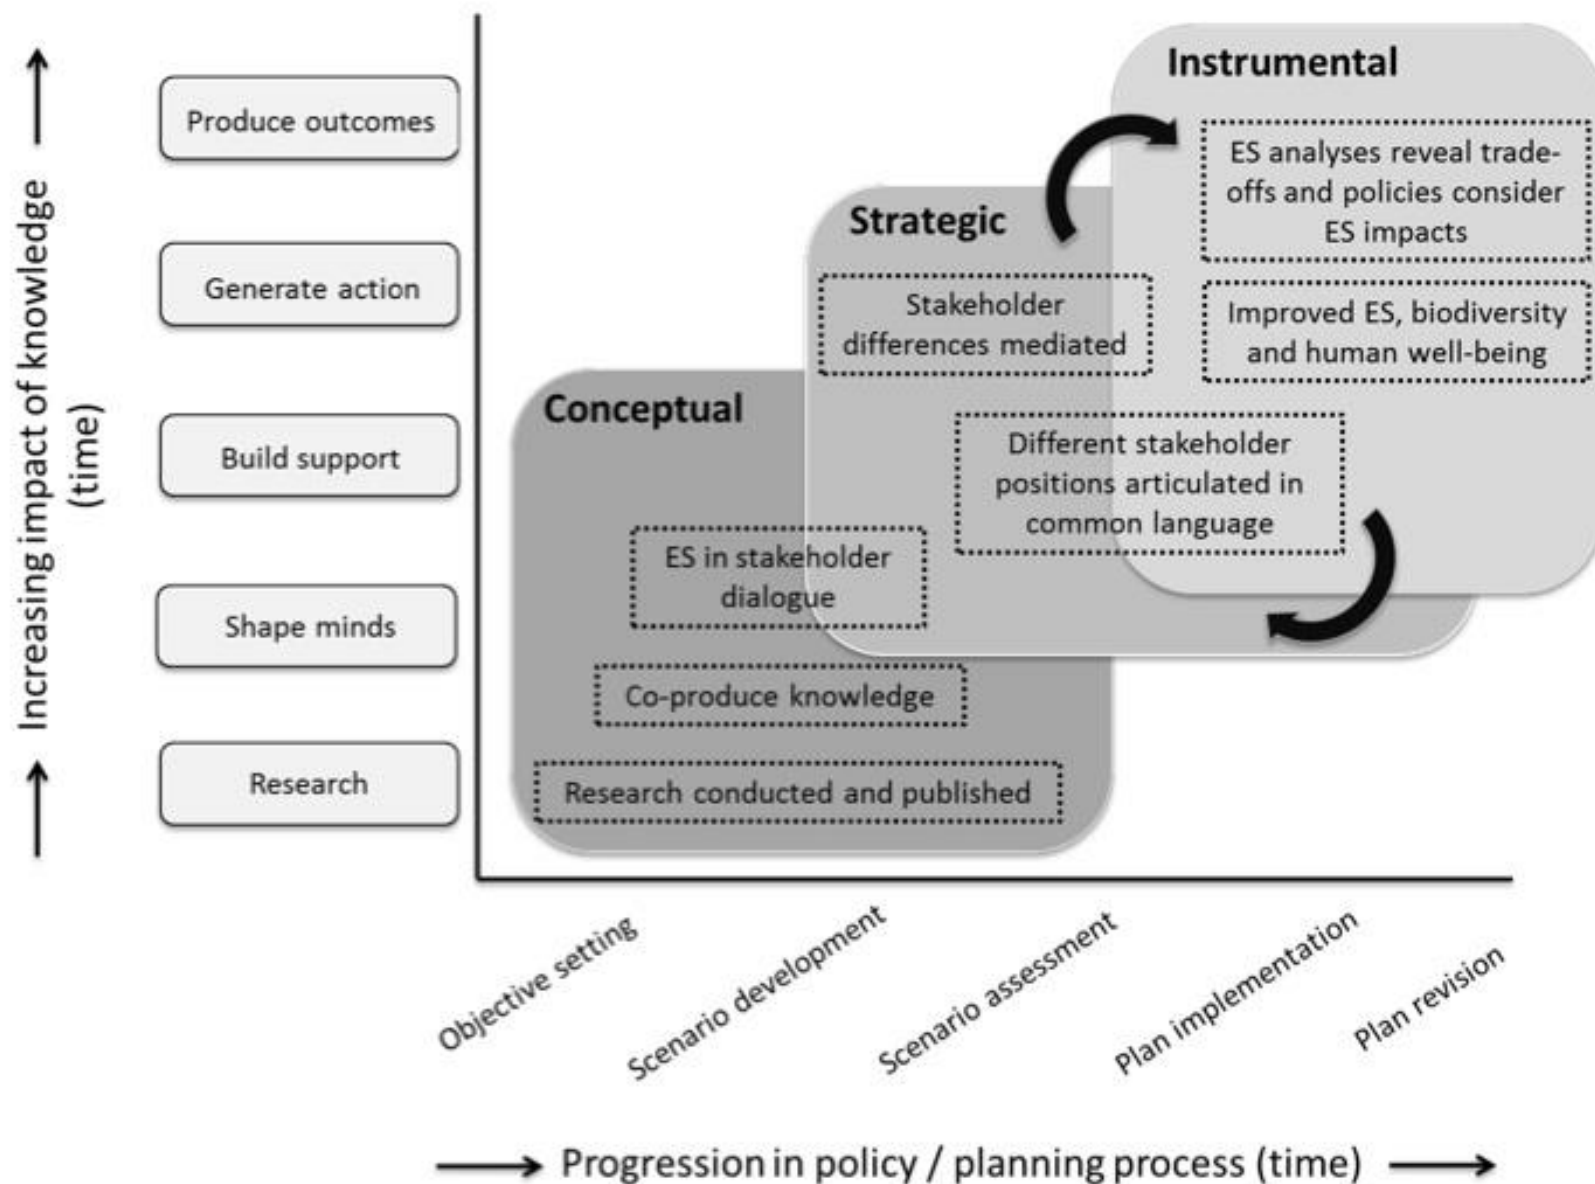 Increasing impact of knowledge
(time)
Produce outcomes
Generate action
Build support
Shape minds
Research
Instrumental
ES analyses reveal trade-
offs and policies consider
ES impacts
Improved ES, biodiversity
and human well-being
Strategic
Stakeholder
differences mediated
Different stakeholder
positions articulated in
common language
Conceptual
ES in stakeholder
dialogue
Co-produce knowledge
Research conducted and published
Objective setting
Scenario development
Scenario assessment
Plan implementation
Plan revision
Progression in policy / planning process (time)